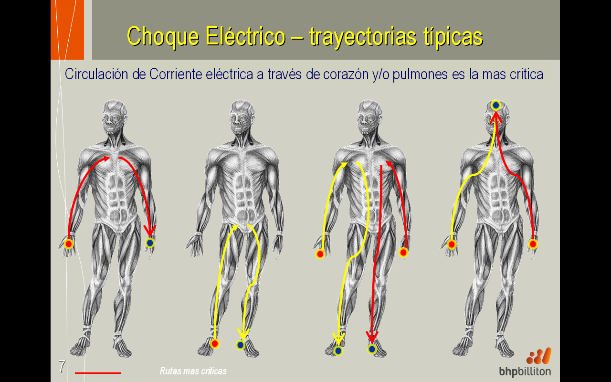 Choque Eléctrico – trayectorias típicas
Circulación de Corriente eléctrica a través de corazón y/o pulmones es la mas critica
7
Rutas mas criticas
bhpbilliton